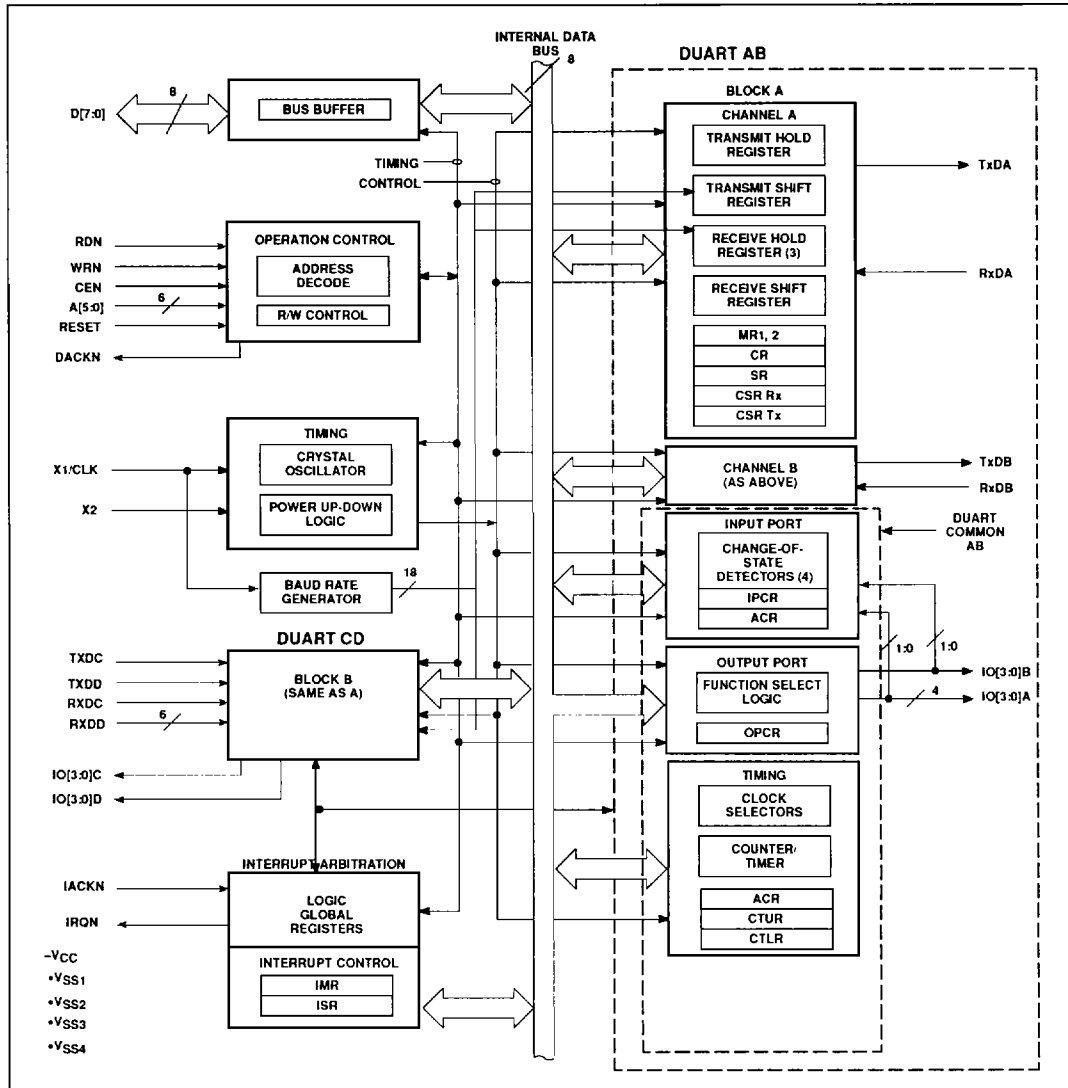 INTERNAL DATA
BUS
8
DUART AB
8
D[7:0]
BUS BUFFER
TIMING
CONTROL
BLOCK A
CHANNEL A
TRANSMIT HOLD
REGISTER
TxDA
TRANSMIT SHIFT
REGISTER
RECEIVE HOLD
REGISTER (3)
RxDA
RECEIVE SHIFT
REGISTER
MR1, 2
CR
SR
CSR Rx
CSR Tx
RDN
WRN
CEN
A[5:0]
6
RESET
DACKN
OPERATION CONTROL
ADDRESS
DECODE
R/W CONTROL
X1/CLK
X2
TIMING
CRYSTAL
OSCILLATOR
POWER UP-DOWN
LOGIC
BAUD RATE
GENERATOR
18
CHANNEL B
(AS ABOVE)
TxDB
RxDB
INPUT PORT
CHANGE-OF-
STATE
DETECTORS (4)
IPCR
ACR
DUART
COMMON
AB
1:0
1:0
DUART CD
TXDC
TXDD
RXDC
RXDD
6
BLOCK B
(SAME AS A)
IO[3:0]C
IO[3:0]D
OUTPUT PORT
FUNCTION SELECT
LOGIC
OPCR
IO[3:0]B
4
IO[3:0]A
TIMING
CLOCK
SELECTORS
COUNTER/
TIMER
ACR
CTUR
CTLR
INTERRUPT ARBITRATION
IACKN
IRQN
LOGIC
GLOBAL
REGISTERS
INTERRUPT CONTROL
IMR
ISR
–VCC
•VSS1
•VSS2
•VSS3
•VSS4